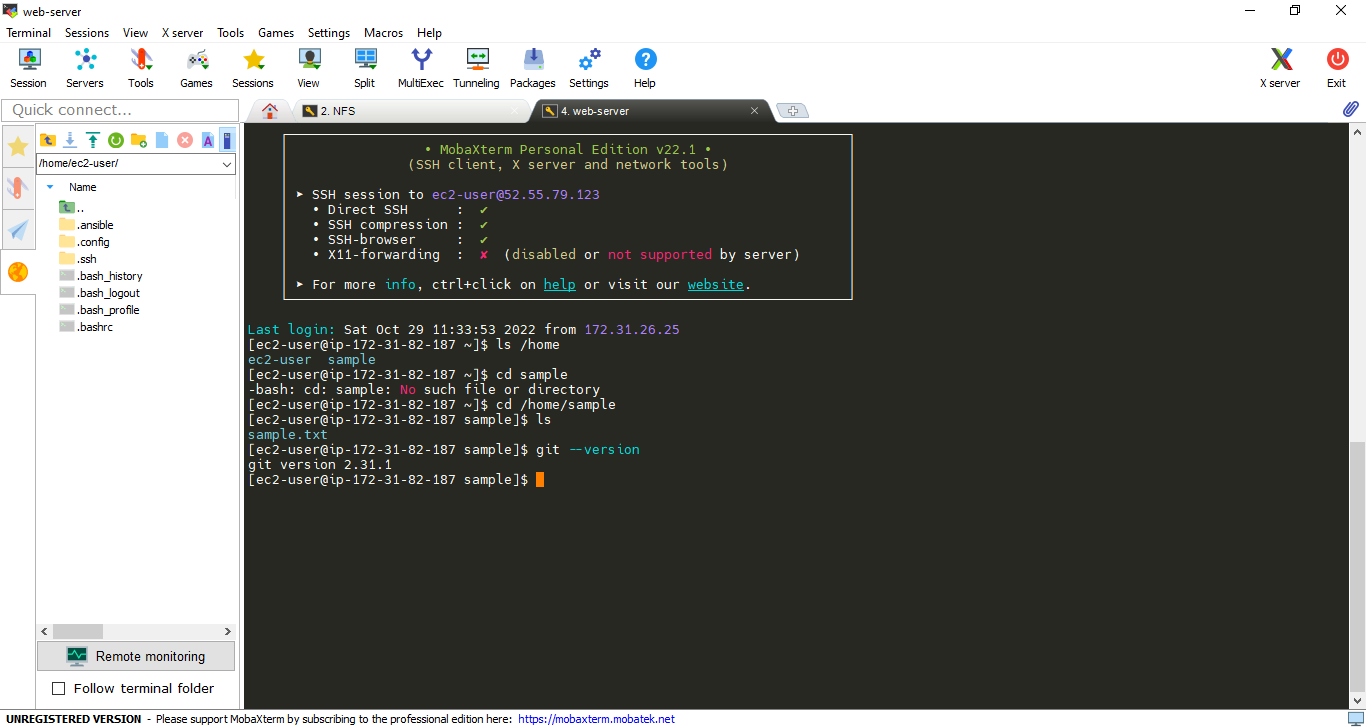 web-server
Terminal Sessions View X server Tools Games Settings Macros Help
Session Servers Tools Games Sessions View Split MultiExec Tunneling Packages Settings Help X server Exit
Quick connect...
2. NFS
4. web-server
/home/ec2-user/
Name
..
.ansible
.config
.ssh
.bash_history
.bash_logout
.bash_profile
.bashrc
Remote monitoring
Follow terminal folder
• MobaXterm Personal Edition v22.1 •
(SSH client, X server and network tools)
➤ SSH session to ec2-user@52.55.79.123
• Direct SSH : ✔
• SSH compression : ✔
• SSH-browser : ✔
• X11-forwarding : ✘ (disabled or not supported by server)
➤ For more info, ctrl+click on help or visit our website.
Last login: Sat Oct 29 11:33:53 2022 from 172.31.26.25
[ec2-user@ip-172-31-82-187 ~]$ ls /home
ec2-user sample
[ec2-user@ip-172-31-82-187 ~]$ cd sample
-bash: cd: sample: No such file or directory
[ec2-user@ip-172-31-82-187 ~]$ cd /home/sample
[ec2-user@ip-172-31-82-187 sample]$ ls
sample.txt
[ec2-user@ip-172-31-82-187 sample]$ git --version
git version 2.31.1
[ec2-user@ip-172-31-82-187 sample]$
UNREGISTERED VERSION - Please support MobaXterm by subscribing to the professional edition here: https://mobaxterm.mobatek.net